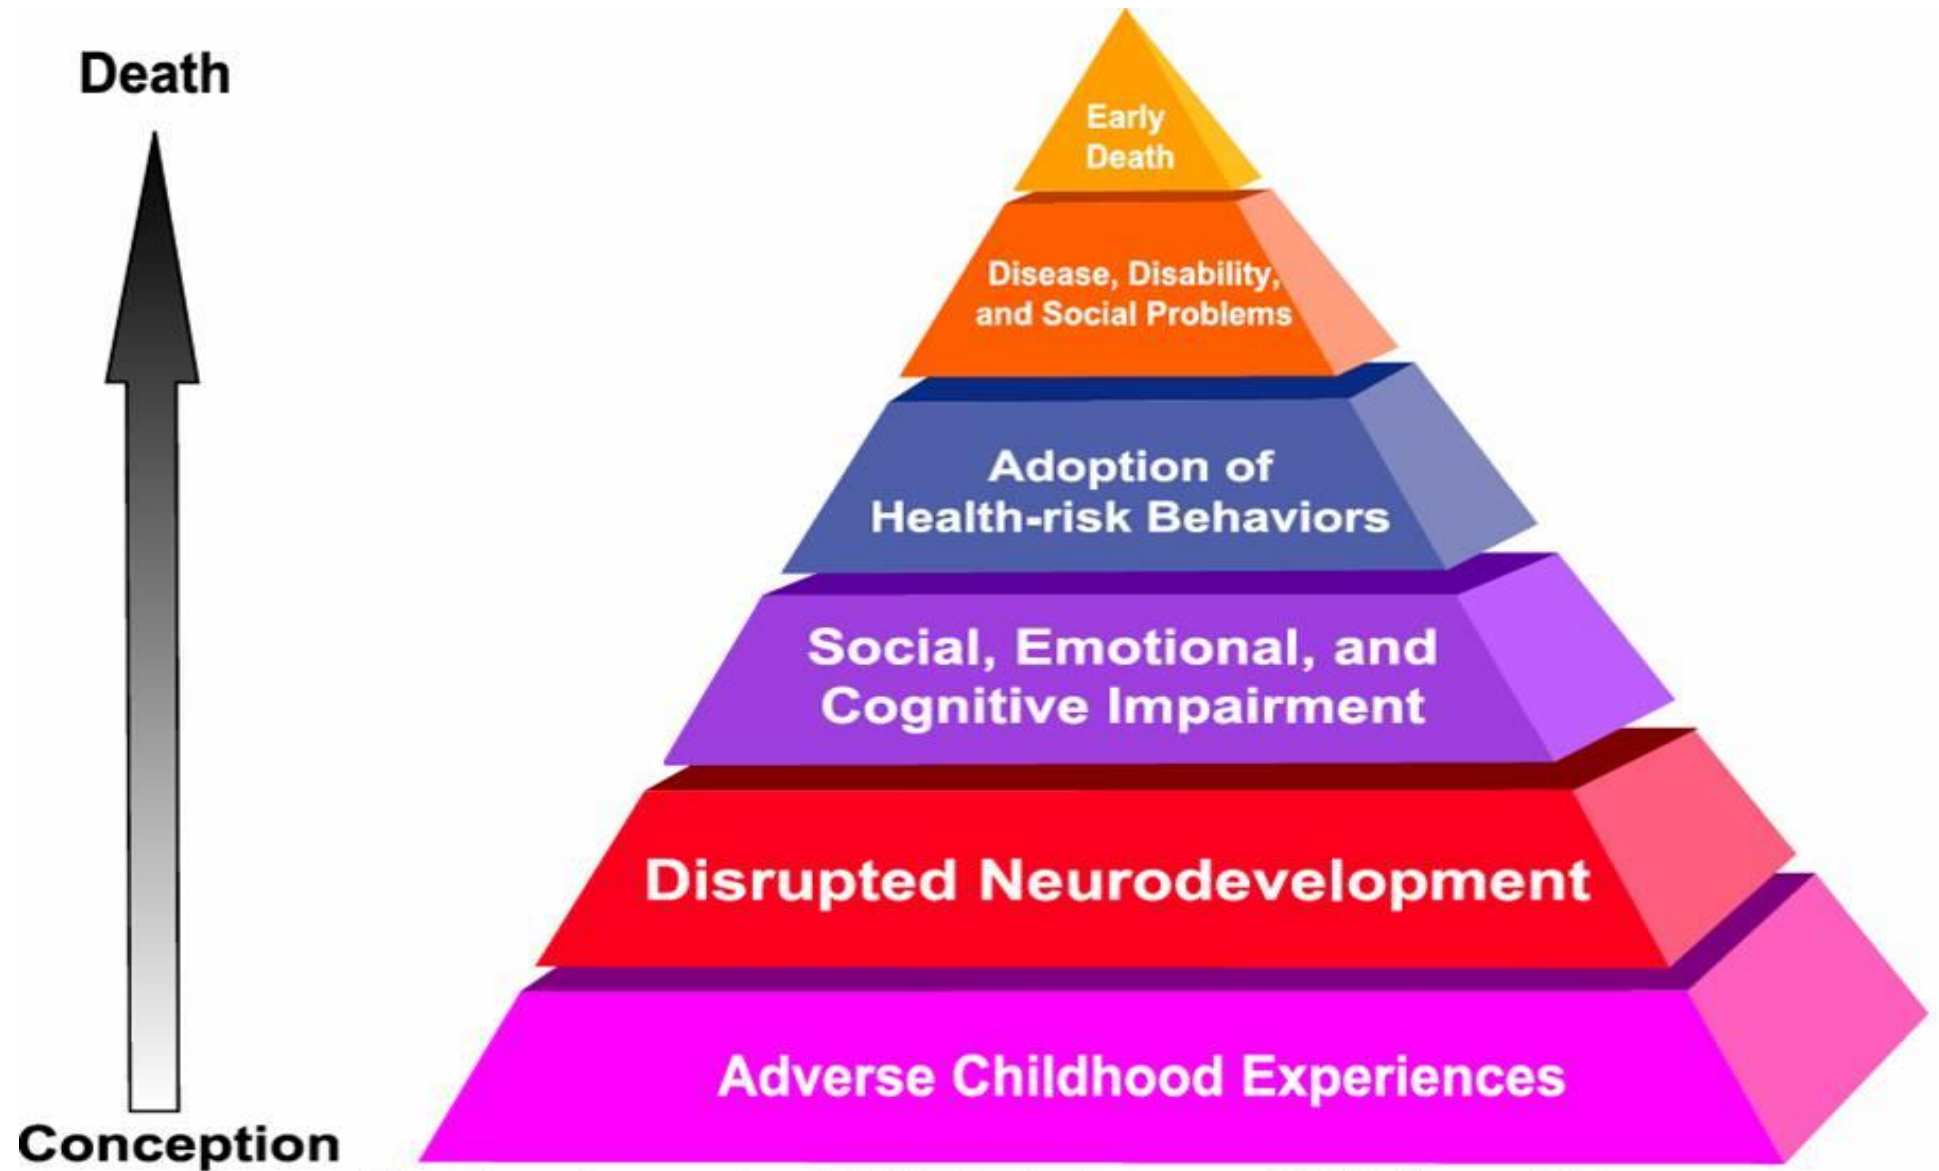 Death
Conception
Early
Death
Disease, Disability,
and Social Problems
Adoption of
Health-risk Behaviors
Social, Emotional, and
Cognitive Impairment
Disrupted Neurodevelopment
Adverse Childhood Experiences